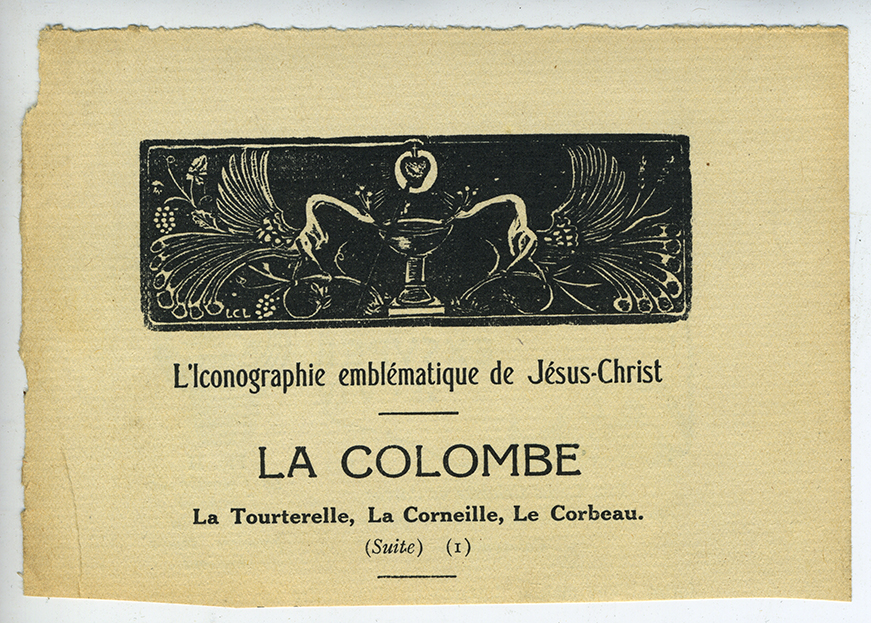 LCL
L'Iconographie emblématique de Jésus-Christ
LA COLOMBE
La Tourterelle, La Corneille, Le Corbeau.
(Suite) (1)